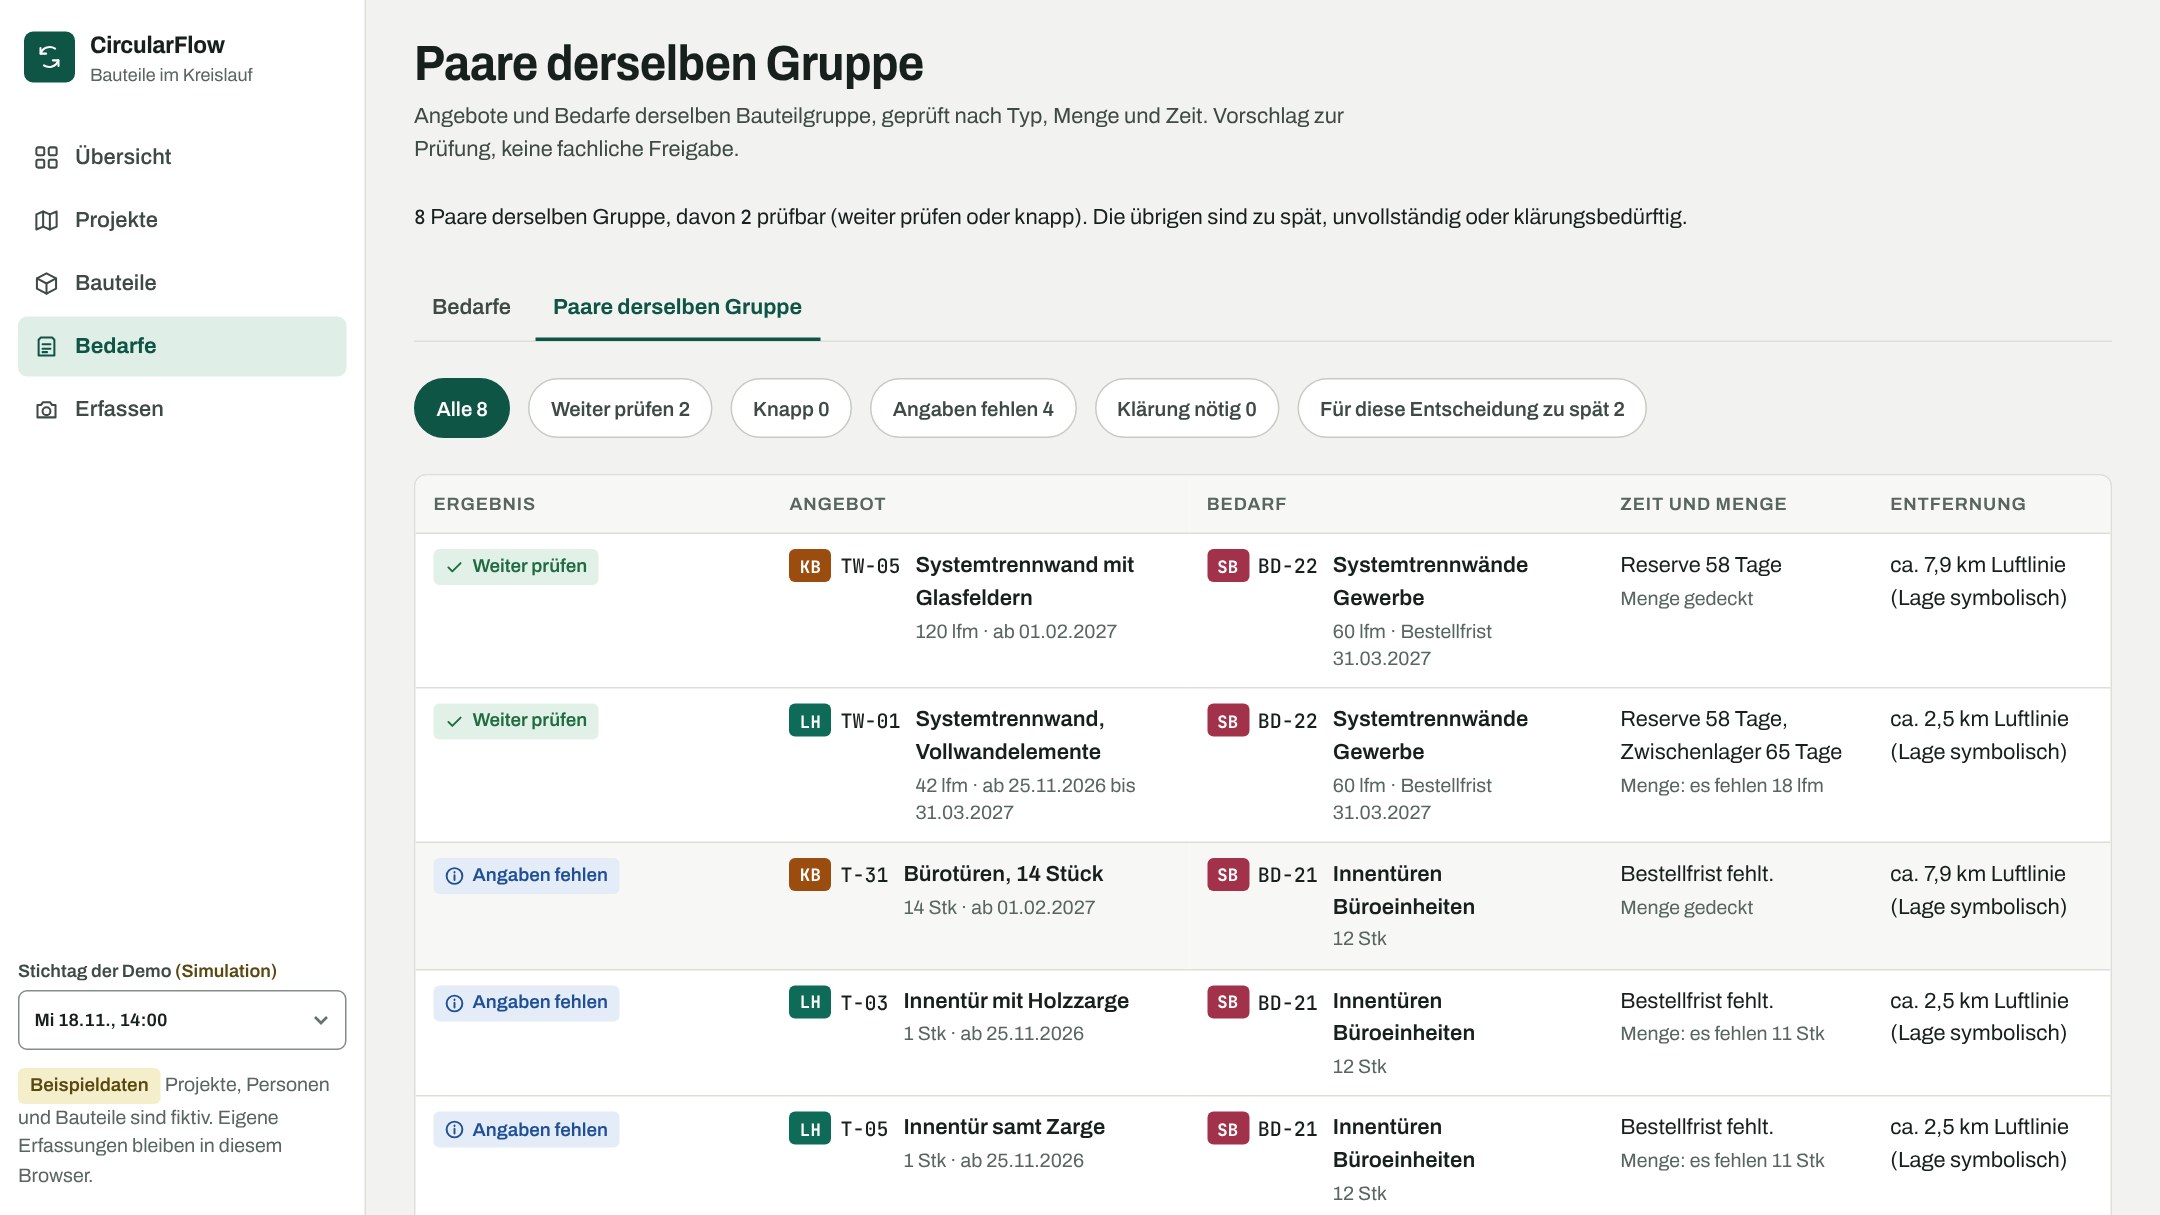 CircularFlow
Bauteile im Kreislauf
Übersicht
Projekte
Bauteile
Bedarfe
Erfassen
Stichtag der Demo (Simulation)
Mi 18.11., 14:00
Beispieldaten Projekte, Personen
und Bauteile sind fiktiv. Eigene
Erfassungen bleiben in diesem
Browser.
Paare derselben Gruppe
Angebote und Bedarfe derselben Bauteilgruppe, geprüft nach Typ, Menge und Zeit. Vorschlag zur
Prüfung, keine fachliche Freigabe.
8 Paare derselben Gruppe, davon 2 prüfbar (weiter prüfen oder knapp). Die übrigen sind zu spät, unvollständig oder klärungsbedürftig.
Bedarfe Paare derselben Gruppe
Alle 8 Weiter prüfen 2 Knapp 0 Angaben fehlen 4 Klärung nötig 0 Für diese Entscheidung zu spät 2
ERGEBNIS ANGEBOT BEDARF ZEIT UND MENGE ENTFERNUNG
Weiter prüfen KB TW-05 Systemtrennwand mit SB BD-22 Systemtrennwände Reserve 58 Tage ca. 7,9 km Luftlinie
Glasfeldern Gewerbe Menge gedeckt (Lage symbolisch)
120 lfm · ab 01.02.2027 60 lfm · Bestellfrist
31.03.2027
Weiter prüfen LH TW-01 Systemtrennwand, SB BD-22 Systemtrennwände Reserve 58 Tage, ca. 2,5 km Luftlinie
Vollwandelemente Gewerbe Zwischenlager 65 Tage (Lage symbolisch)
42 lfm · ab 25.11.2026 bis 60 lfm · Bestellfrist Menge: es fehlen 18 lfm
31.03.2027 31.03.2027
Angaben fehlen KB T-31 Bürotüren, 14 Stück SB BD-21 Innentüren Bestellfrist fehlt. ca. 7,9 km Luftlinie
14 Stk · ab 01.02.2027 Büroeinheiten Menge gedeckt (Lage symbolisch)
12 Stk
Angaben fehlen LH T-03 Innentür mit Holzzarge SB BD-21 Innentüren Bestellfrist fehlt. ca. 2,5 km Luftlinie
1 Stk · ab 25.11.2026 Büroeinheiten Menge: es fehlen 11 Stk (Lage symbolisch)
12 Stk
Angaben fehlen LH T-05 Innentür samt Zarge SB BD-21 Innentüren Bestellfrist fehlt. ca. 2,5 km Luftlinie
1 Stk · ab 25.11.2026 Büroeinheiten Menge: es fehlen 11 Stk (Lage symbolisch)
12 Stk